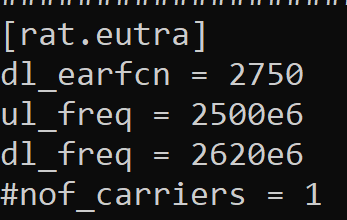 [rat.eutra]
dl_earfcn = 2750
ul_freq = 2500e6
dl_freq = 2620e6
#nof_carriers = 1